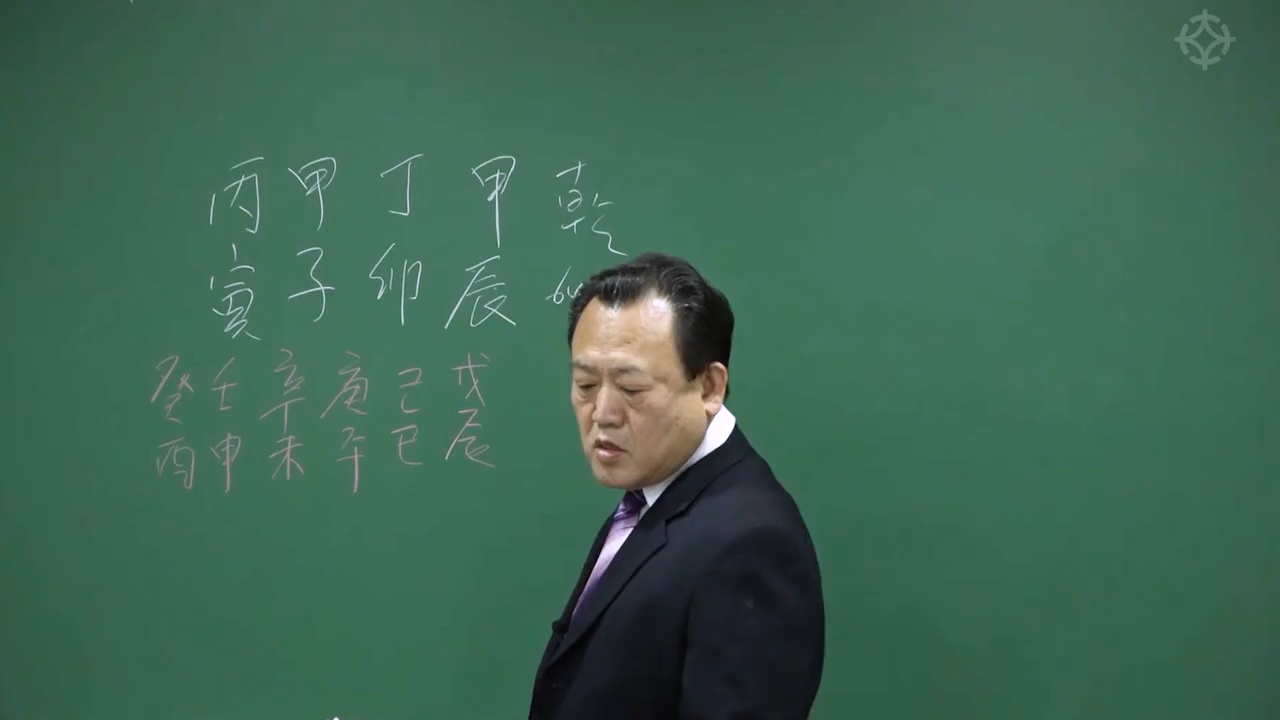 丙甲丁甲乾
寅子卯辰
癸壬辛庚己戊
酉申未午巳辰